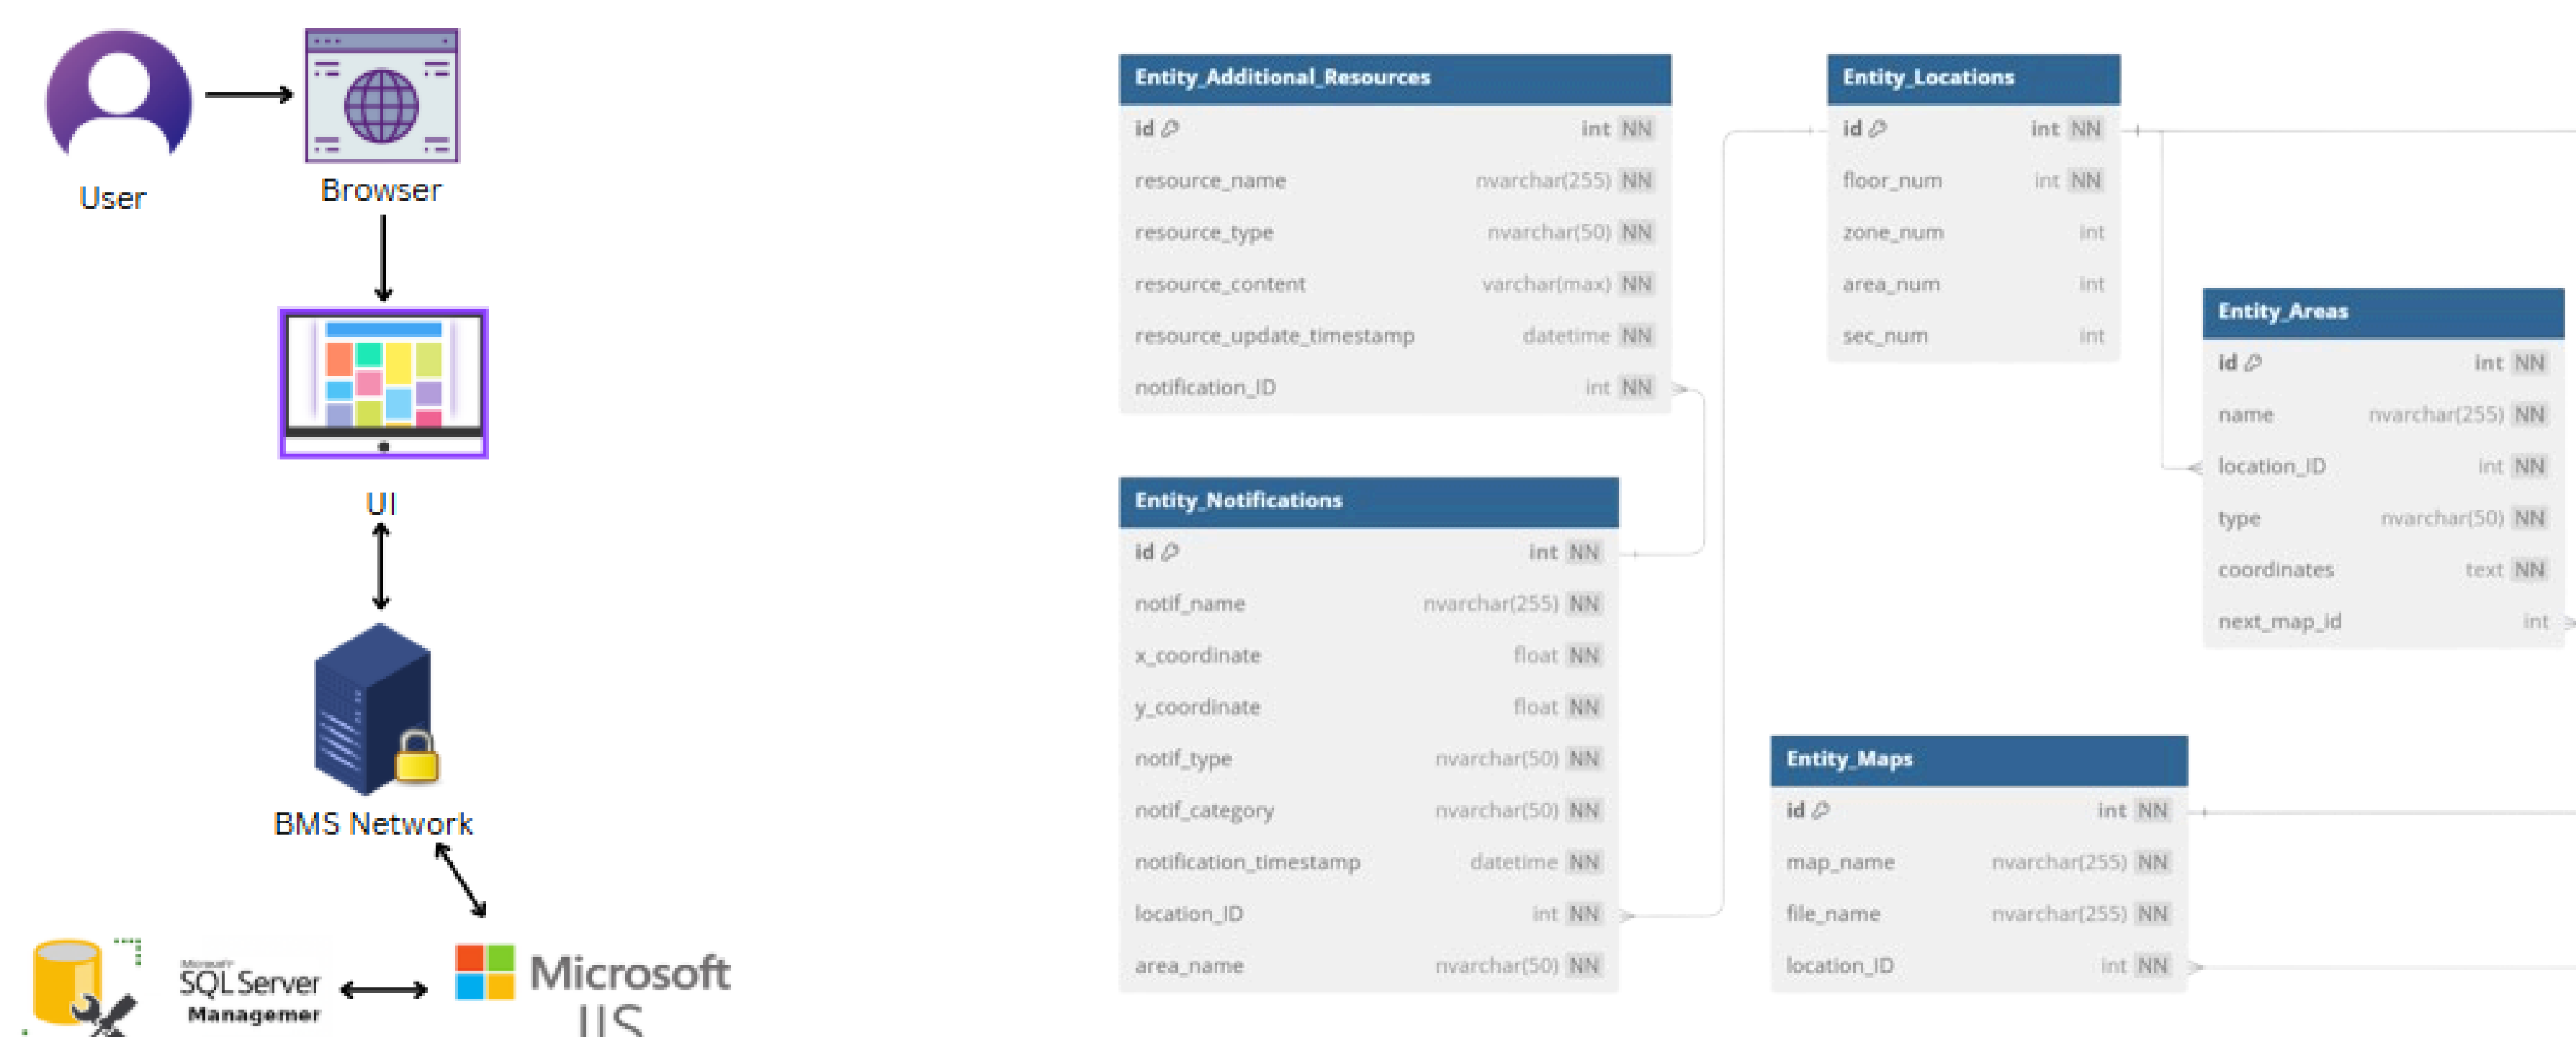 User
Browser
UI
BMS Network
Microsoft
SQL Server
Managemer
Microsoft
IIS
Entity_Additional_Resources
id int NN
resource_name nvarchar(255) NN
resource_type nvarchar(50) NN
resource_content varchar(max) NN
resource_update_timestamp datetime NN
notification_ID int NN
Entity_Notifications
id int NN
notif_name nvarchar(255) NN
x_coordinate float NN
y_coordinate float NN
notif_type nvarchar(50) NN
notif_category nvarchar(50) NN
notification_timestamp datetime NN
location_ID int NN
area_name nvarchar(50) NN
Entity_Locations
id int NN
floor_num int NN
zone_num int
area_num int
sec_num int
Entity_Maps
id int NN
map_name nvarchar(255) NN
file_name nvarchar(255) NN
location_ID int NN
Entity_Areas
id int NN
name nvarchar(255) NN
location_ID int NN
type nvarchar(50) NN
coordinates text NN
next_map_id int